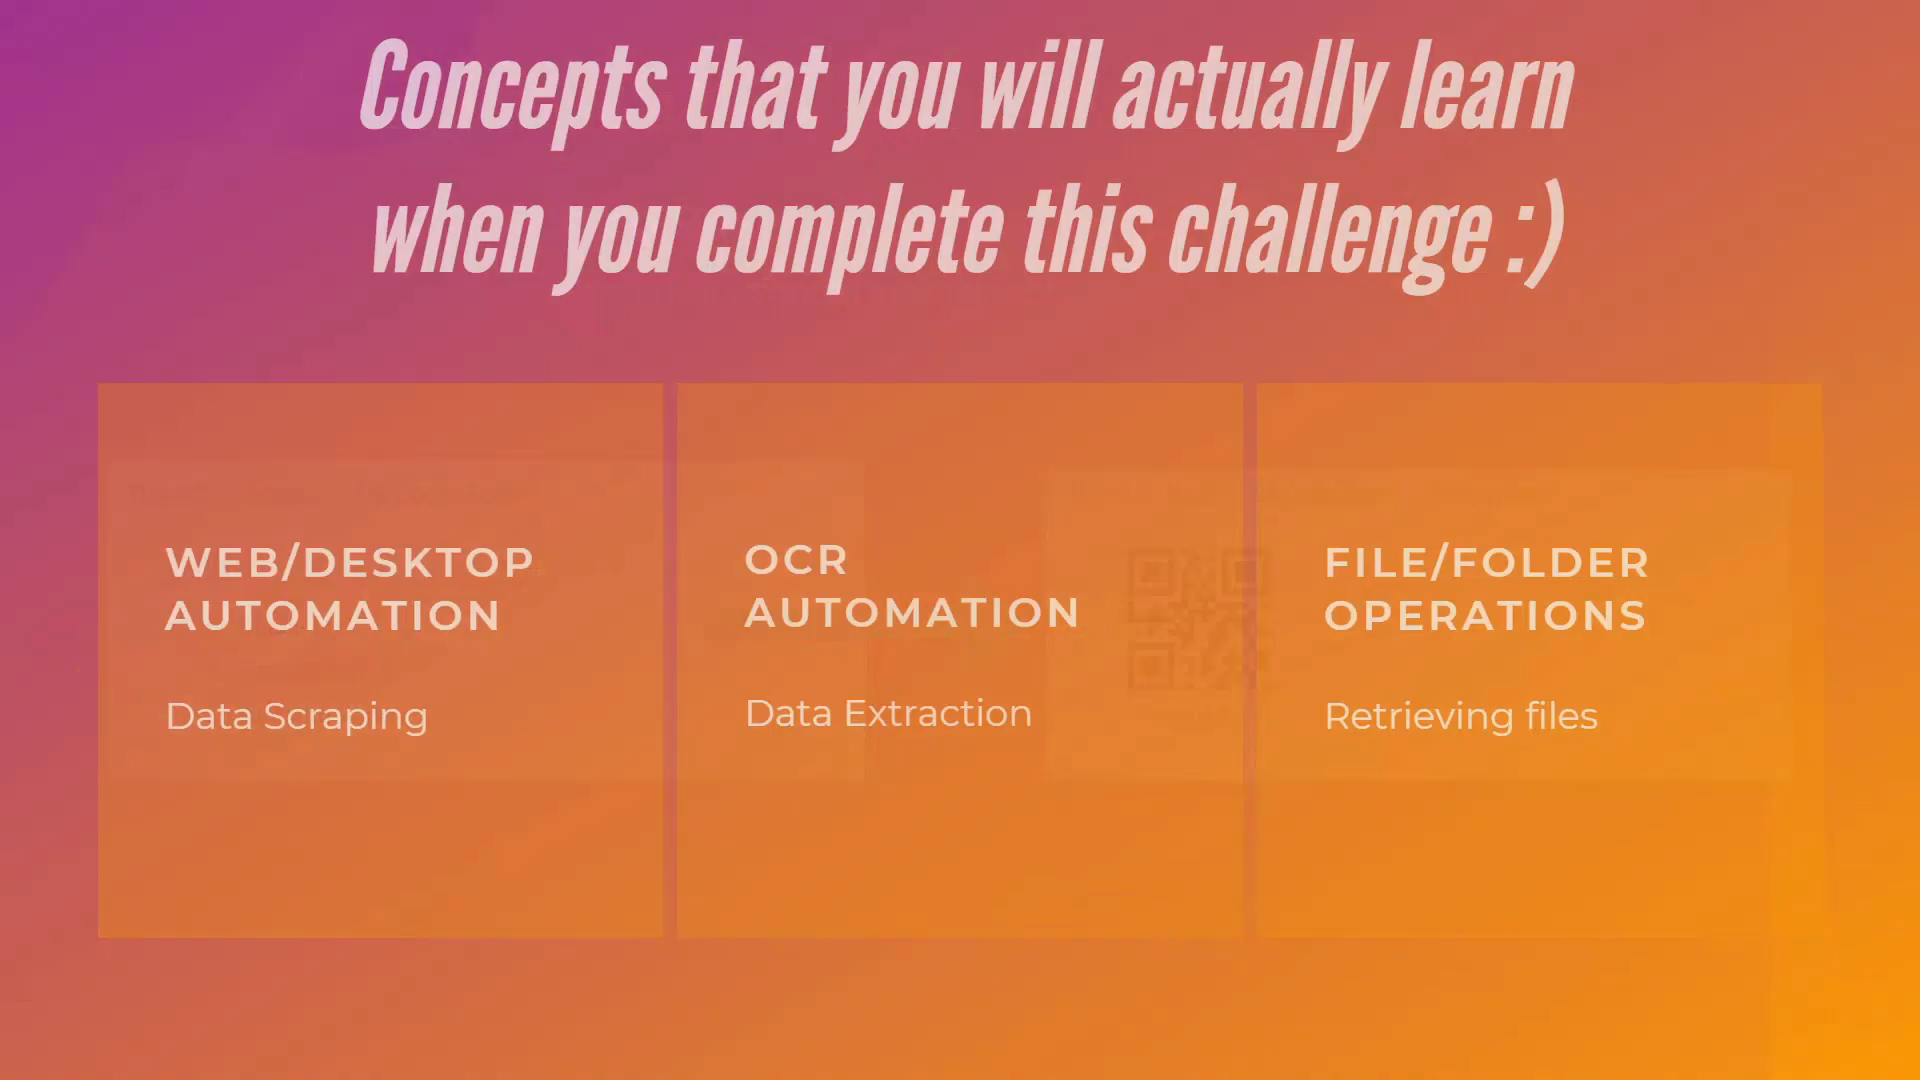 Concepts that you will actually learn
when you complete this challenge :)
WEB/DESKTOP
AUTOMATION
Data Scraping
OCR
AUTOMATION
Data Extraction
FILE/FOLDER
OPERATIONS
Retrieving files